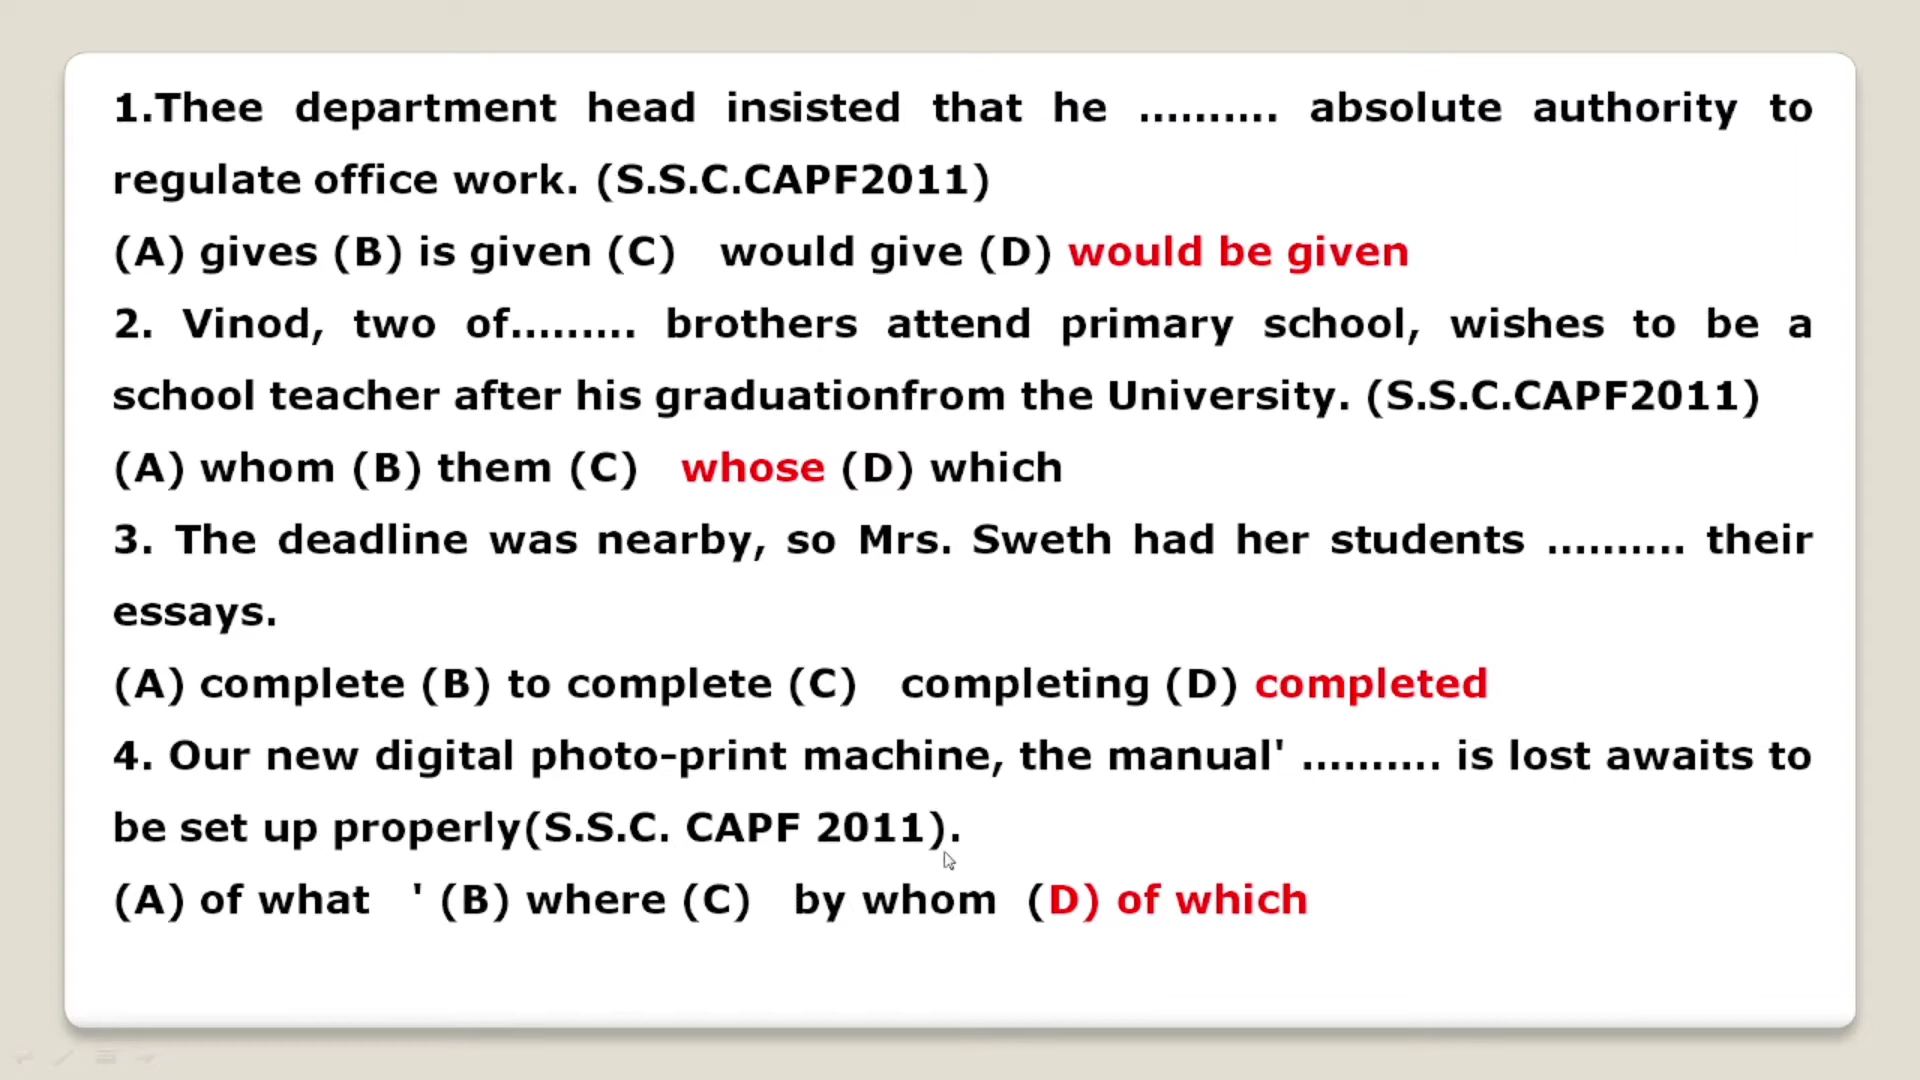 1.Thee department head insisted that he .......... absolute authority to
regulate office work. (S.S.C.CAPF2011)
(A) gives (B) is given (C) would give (D) would be given
2. Vinod, two of......... brothers attend primary school, wishes to be a
school teacher after his graduationfrom the University. (S.S.C.CAPF2011)
(A) whom (B) them (C) whose (D) which
3. The deadline was nearby, so Mrs. Sweth had her students .......... their
essays.
(A) complete (B) to complete (C) completing (D) completed
4. Our new digital photo-print machine, the manual' .......... is lost awaits to
be set up properly(S.S.C. CAPF 2011).
(A) of what ' (B) where (C) by whom (D) of which